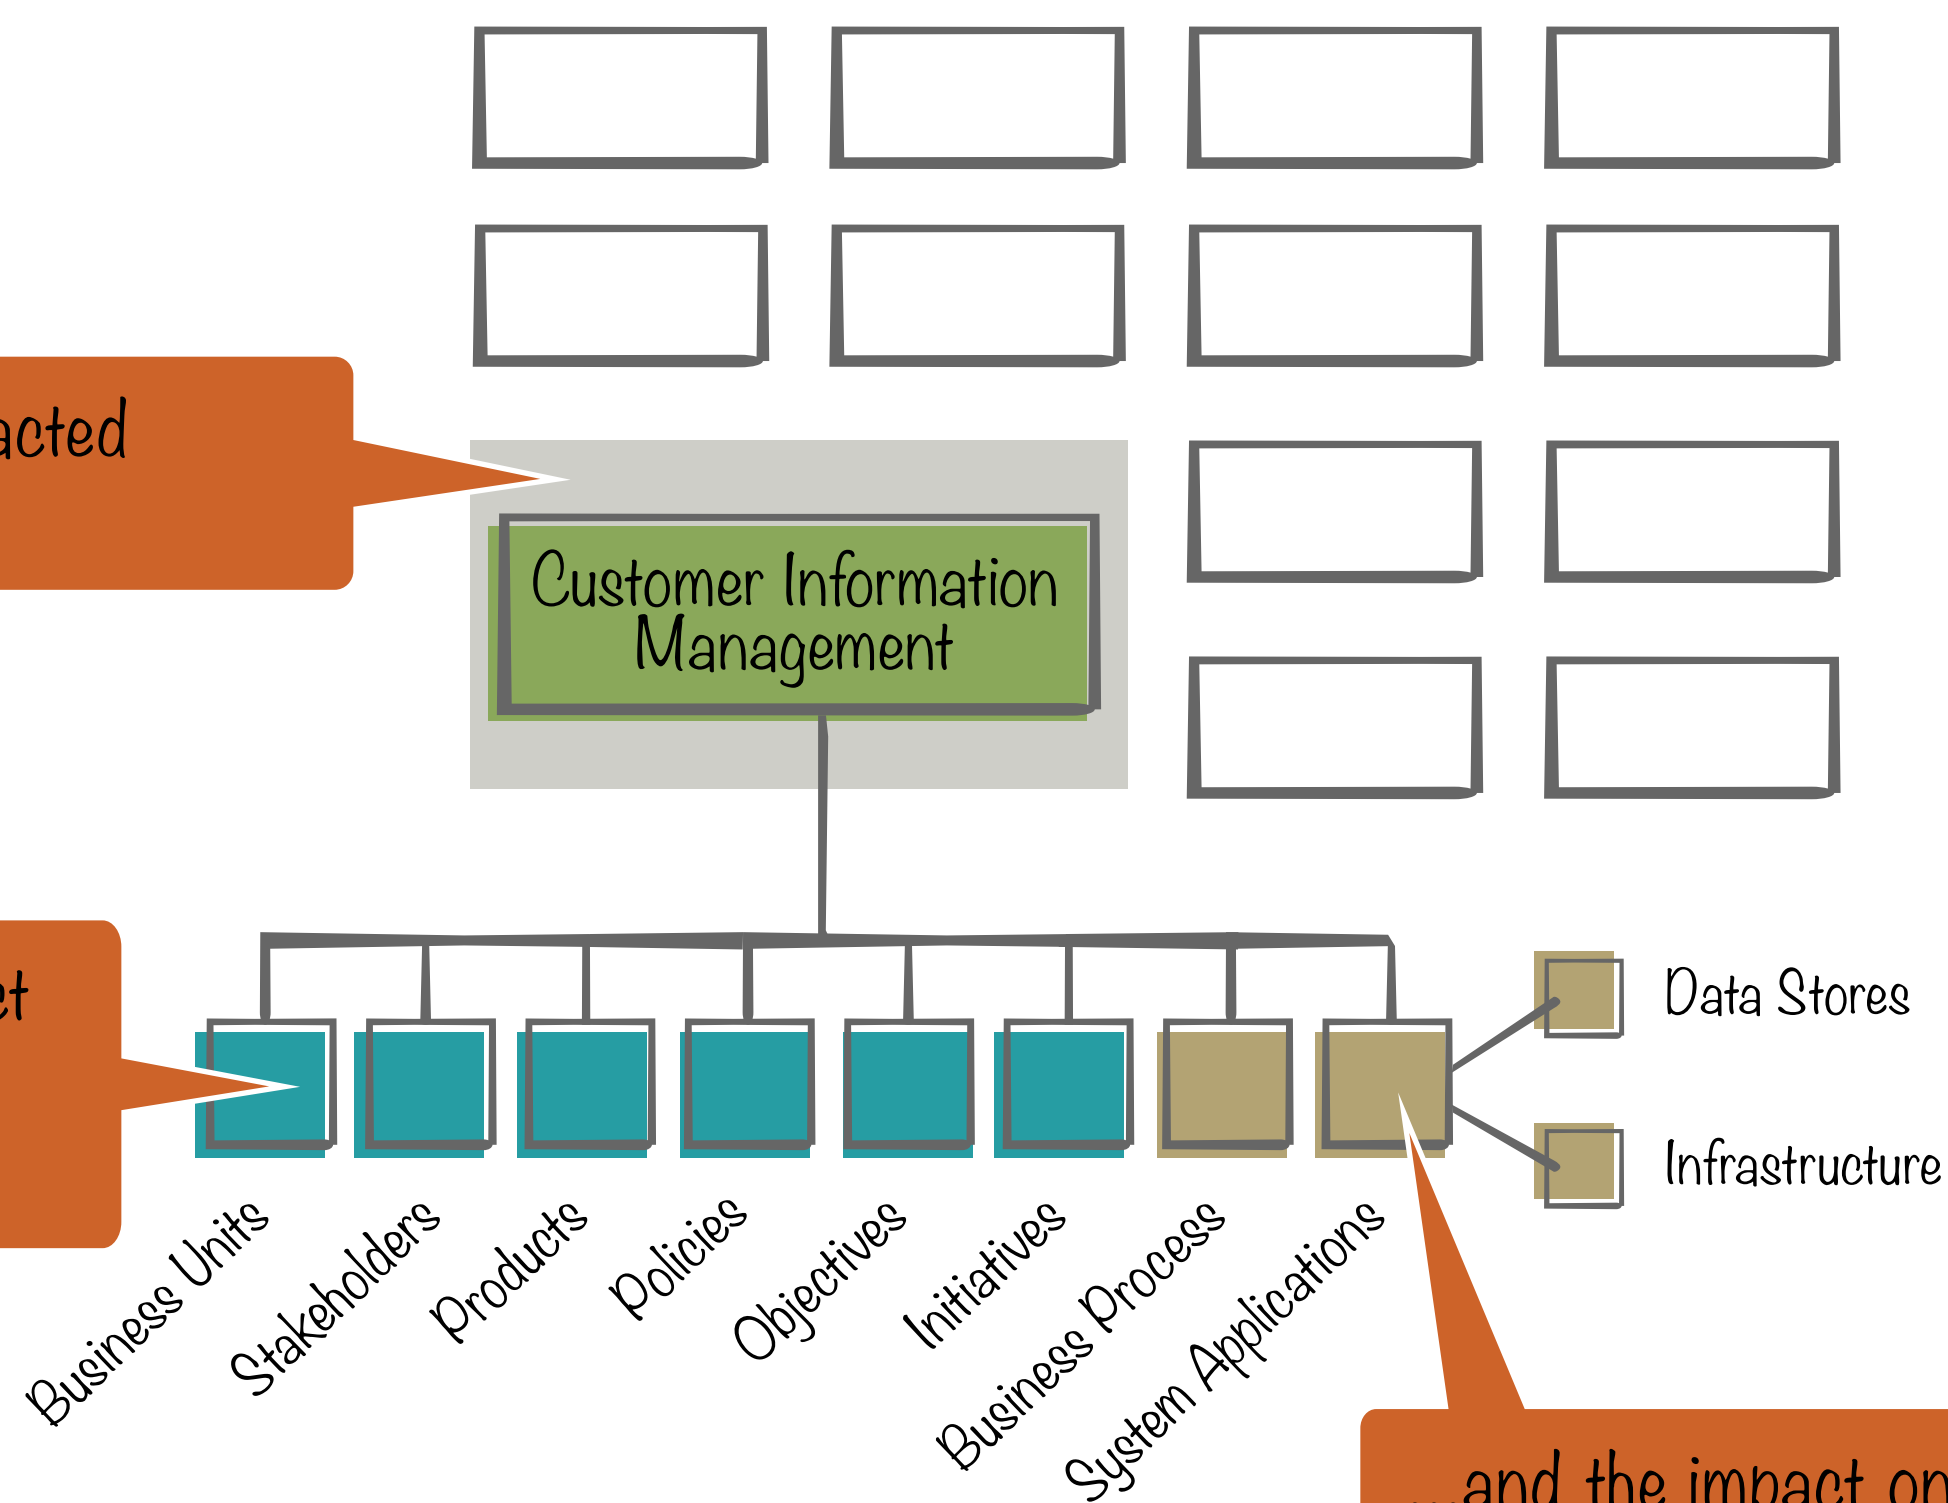 Customer Information
Management
Data Stores
Infrastructure
Business Units
Stakeholders
Products
Policies
Objectives
Initiatives
Business Process
System Applications
...and the impact on